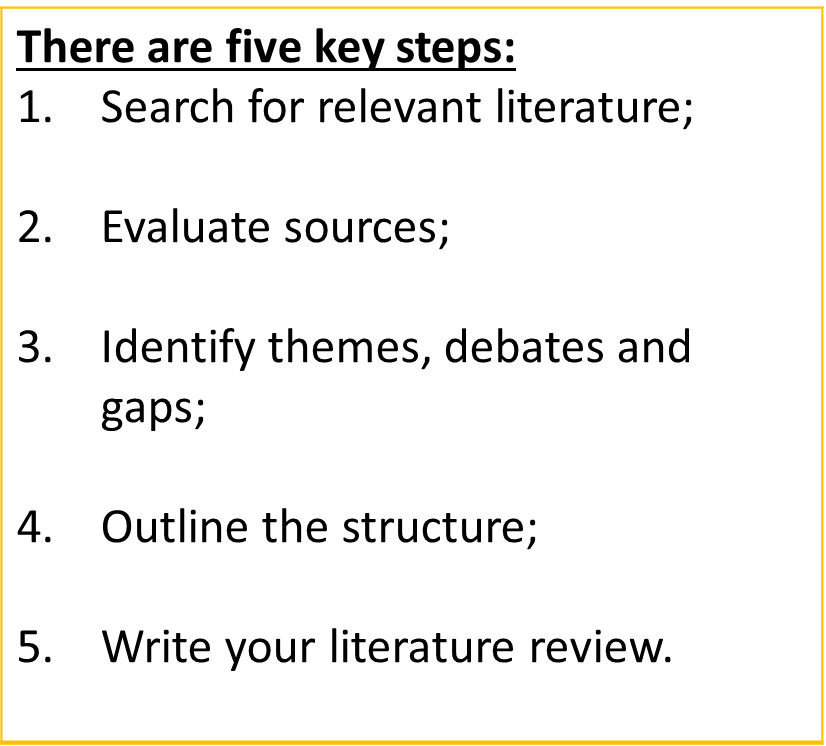 There are five key steps:
1. Search for relevant literature;
2. Evaluate sources;
3. Identify themes, debates and
gaps;
4. Outline the structure;
5. Write your literature review.